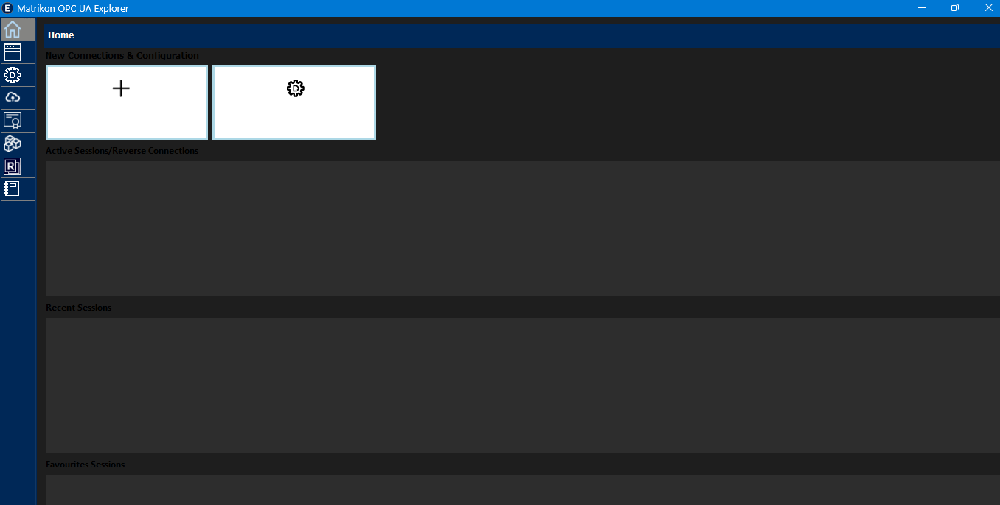 E Matrikon OPC UA Explorer
Home
New Connections & Configuration
D
D
Active Sessions/Reverse Connections
R
Recent Sessions
Favourites Sessions